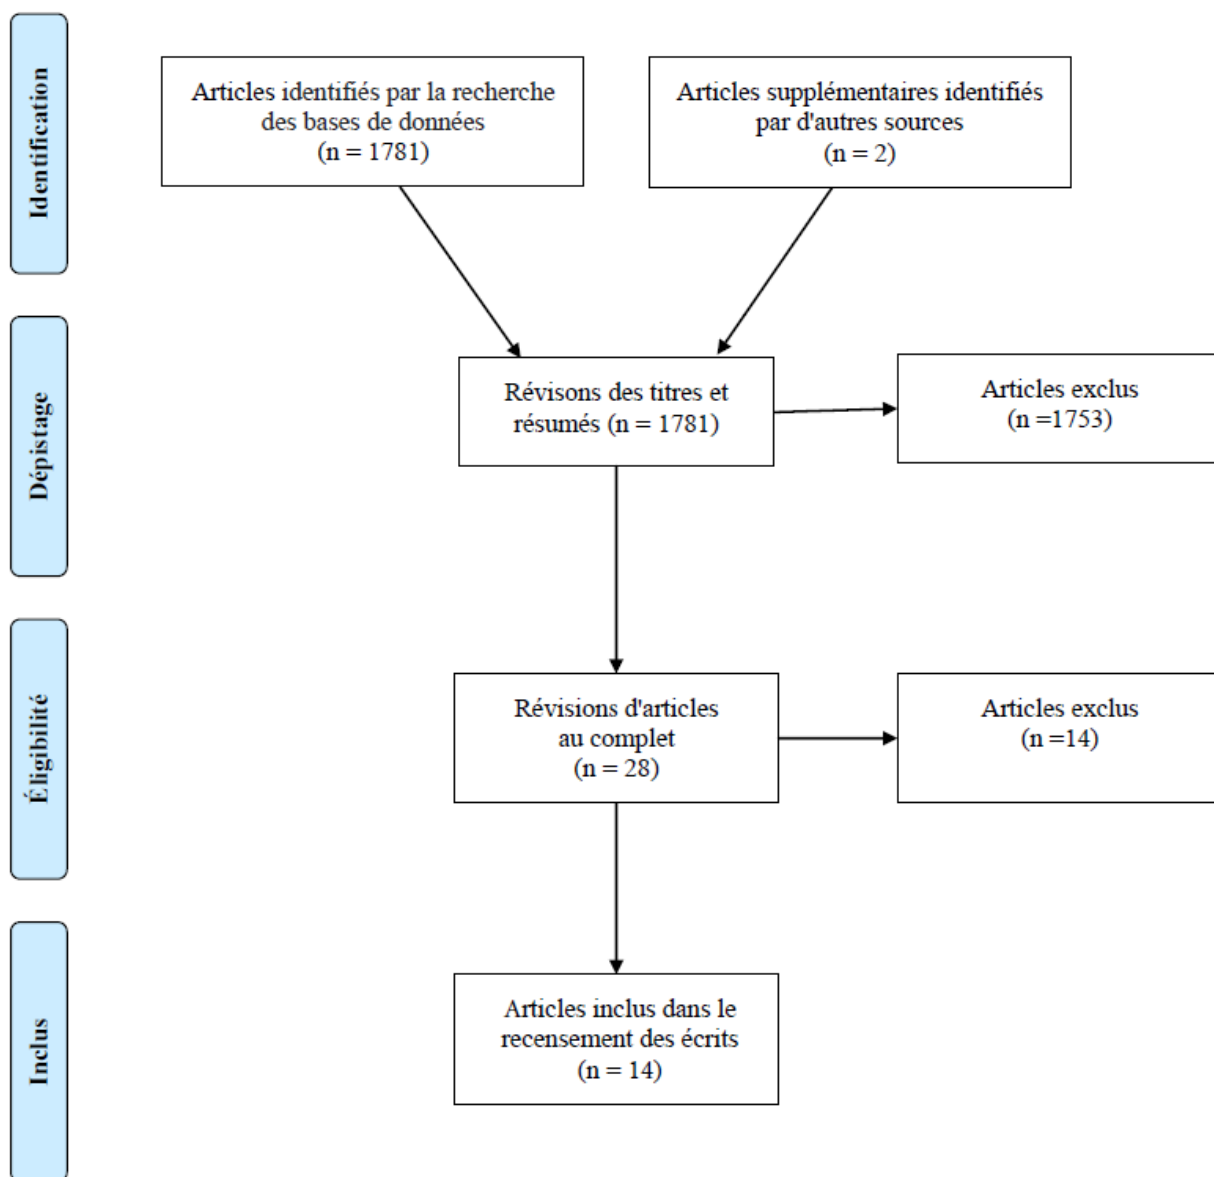 Identification
Articles identifiés par la recherche
des bases de données
(n = 1781)
Articles supplémentaires identifiés
par d'autres sources
(n = 2)
Dépistage
Révisons des titres et
résumés (n = 1781)
Articles exclus
(n =1753)
Éligibilité
Révisions d'articles
au complet
(n = 28)
Articles exclus
(n =14)
Inclus
Articles inclus dans le
recensement des écrits
(n = 14)